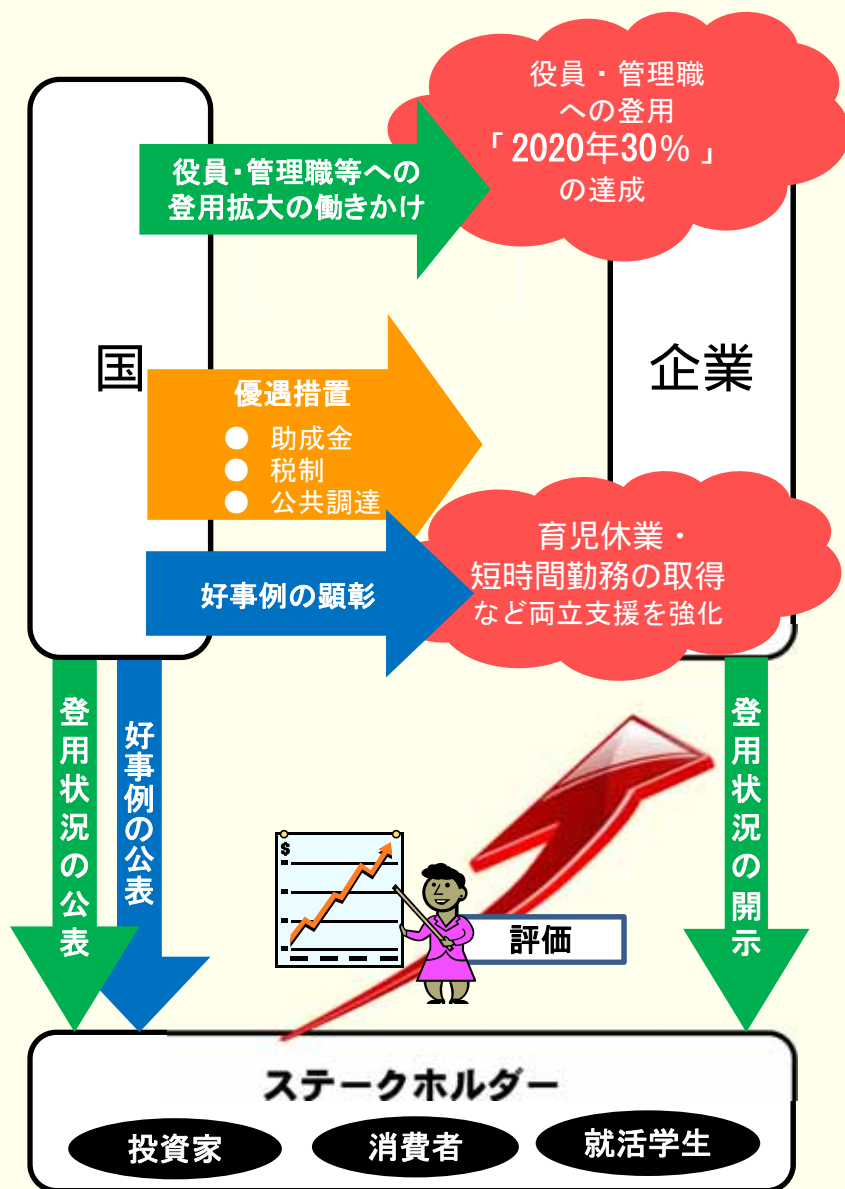 役員・管理職
への登用
「2020年30％」
の達成
役員・管理職等への
登用拡大の働きかけ
国
企業
優遇措置
● 助成金
● 税制
● 公共調達
育児休業・
短時間勤務の取得
など両立支援を強化
好事例の顕彰
登用状況の公表
好事例の公表
登用状況の開示
$
評価
ステークホルダー
投資家
消費者
就活学生